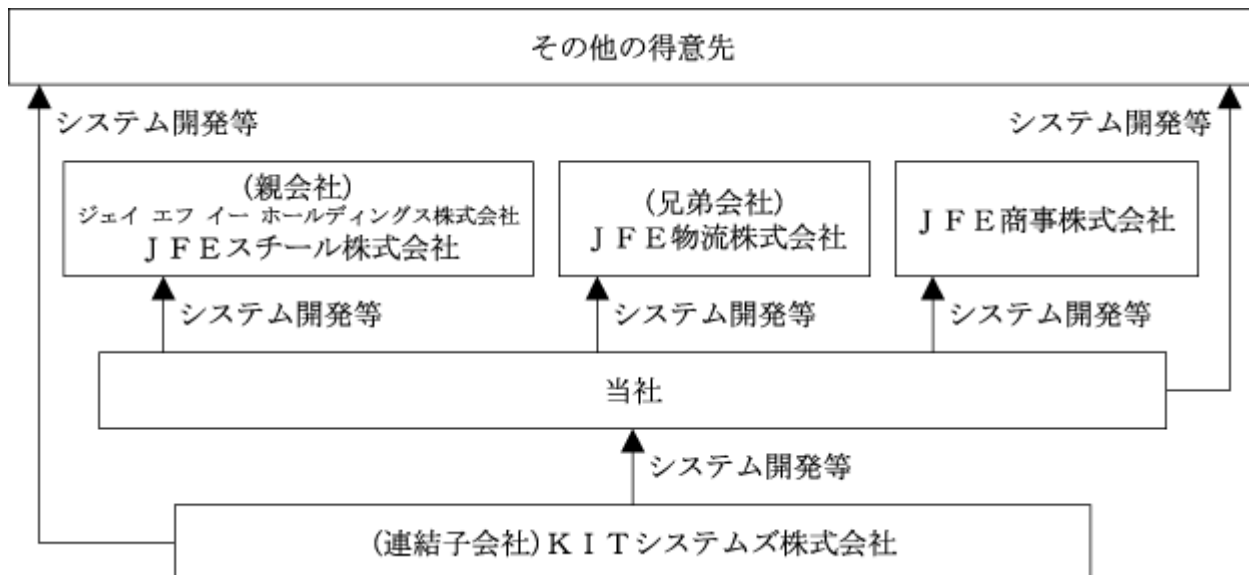 その他の得意先
システム開発等
システム開発等
(親会社)
ジェイ エフ イー ホールディングス株式会社
ＪＦＥスチール株式会社
(兄弟会社)
ＪＦＥ物流株式会社
ＪＦＥ商事株式会社
システム開発等
システム開発等
システム開発等
当社
システム開発等
(連結子会社)ＫＩＴシステムズ株式会社